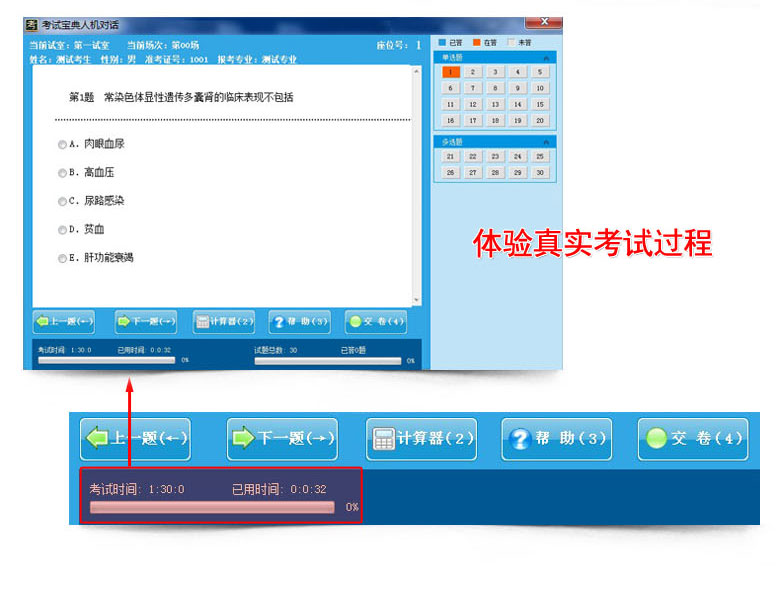 考试宝典人机对话
当前试室：第一试室 当前场次：第00场 座位号： 1
姓名：测试考生 性别：男 准考证号：1001 报考专业：测试专业
第1题 常染色体显性遗传多囊肾的临床表现不包括
A. 肉眼血尿
B. 高血压
C. 尿路感染
D. 贫血
E. 肝功能衰竭
上一题(←) 下一题(→) 计算器(2) 帮 助(3) 交 卷(4)
考试时间: 1:30:0 已用时间: 0:0:32 试题总数: 30 已答0题
0% 0%
已答 在答 未答
单选题
1 2 3 4 5
6 7 8 9 10
11 12 13 14 15
16 17 18 19 20
多选题
21 22 23 24 25
26 27 28 29 30
体验真实考试过程
上一题(←) 下一题(→) 计算器(2) 帮 助(3) 交 卷(4)
考试时间: 1:30:0 已用时间: 0:0:32
0%